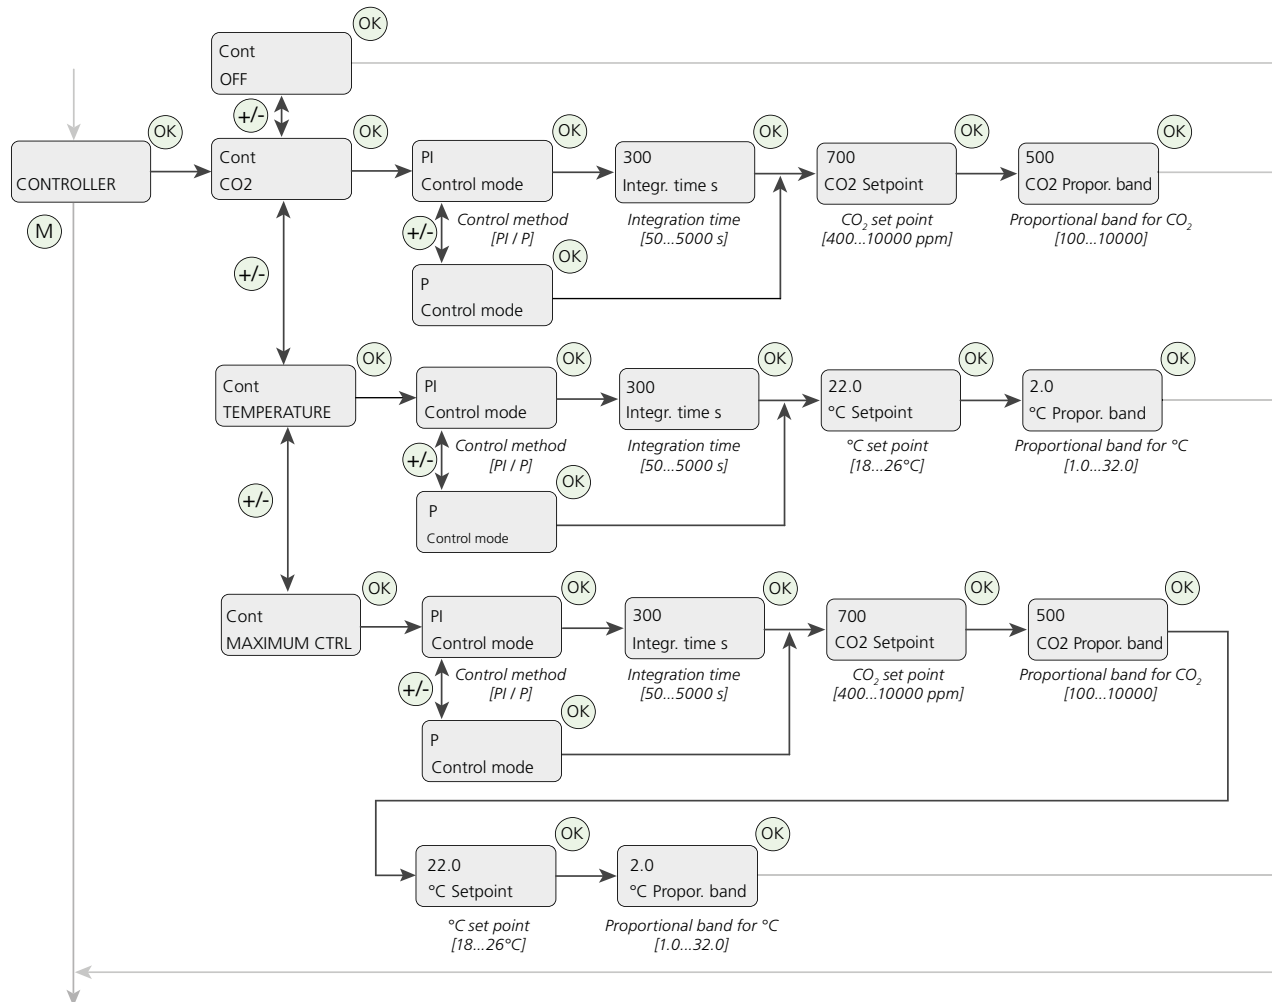 OK
Cont
OFF
+/-
OK
OK
OK
OK
OK
OK
CONTROLLER
Cont
CO2
PI
Control mode
300
Integr. time s
700
CO2 Setpoint
500
CO2 Propor. band
M
+/-
Control method
[PI / P]
Integration time
[50...5000 s]
CO₂ set point
[400...10000 ppm]
Proportional band for CO₂
[100...10000]
OK
P
Control mode
+/-
OK
OK
OK
OK
OK
Cont
TEMPERATURE
PI
Control mode
300
Integr. time s
22.0
°C Setpoint
2.0
°C Propor. band
+/-
Control method
[PI / P]
Integration time
[50...5000 s]
°C set point
[18...26°C]
Proportional band for °C
[1.0...32.0]
OK
P
Control mode
+/-
OK
OK
OK
OK
OK
Cont
MAXIMUM CTRL
PI
Control mode
300
Integr. time s
700
CO2 Setpoint
500
CO2 Propor. band
+/-
Control method
[PI / P]
Integration time
[50...5000 s]
CO₂ set point
[400...10000 ppm]
Proportional band for CO₂
[100...10000]
OK
P
Control mode
OK
OK
22.0
°C Setpoint
2.0
°C Propor. band
°C set point
[18...26°C]
Proportional band for °C
[1.0...32.0]